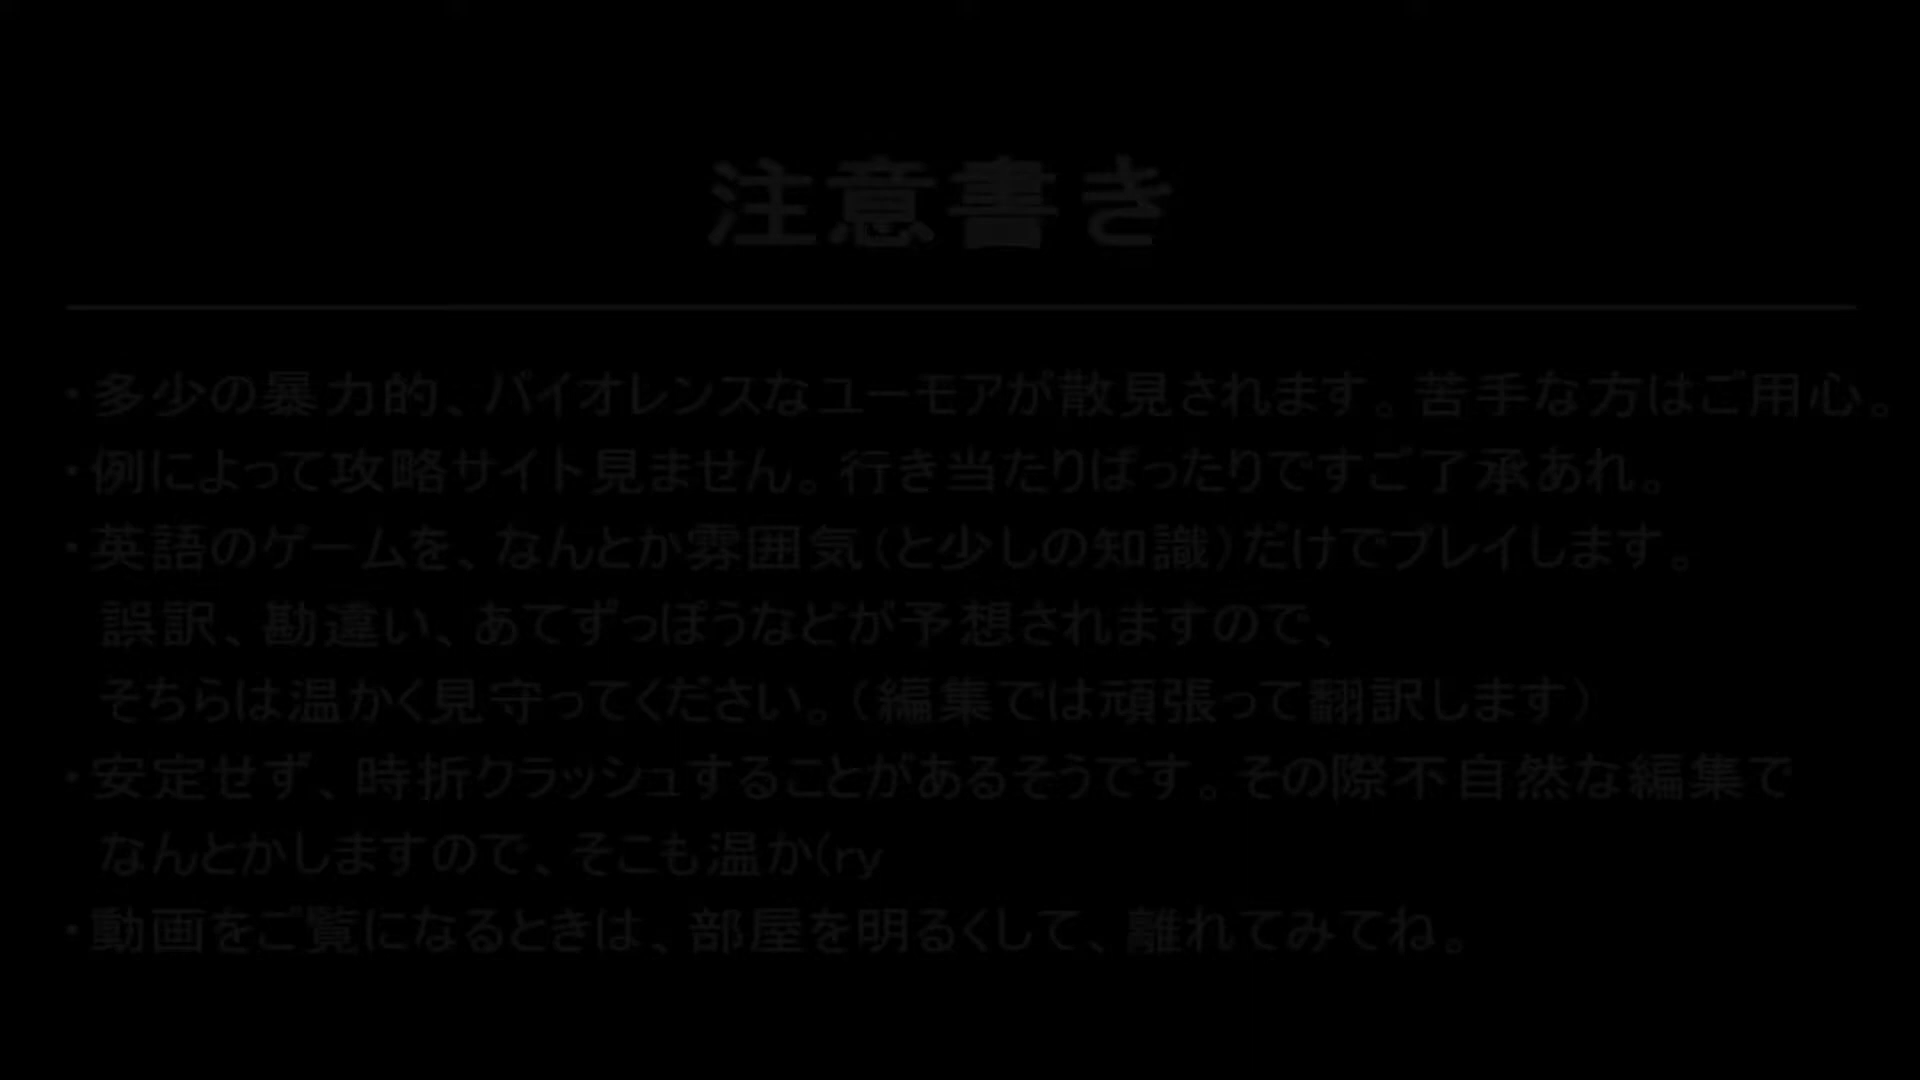 注意書き
・多少の暴力的、バイオレンスなユーモアが散見されます。苦手な方はご用心。
・例によって攻略サイト見ません。行き当たりばったりですご了承あれ。
・英語のゲームを、なんとか雰囲気(と少しの知識)だけでプレイします。
誤訳、勘違い、あてずっぽうなどが予想されますので、
そちらは温かく見守ってください。(編集では頑張って翻訳します)
・安定せず、時折クラッシュすることがあるそうです。その際不自然な編集で
なんとかしますので、そこも温か(ry
・動画をご覧になるときは、部屋を明るくして、離れてみてね。